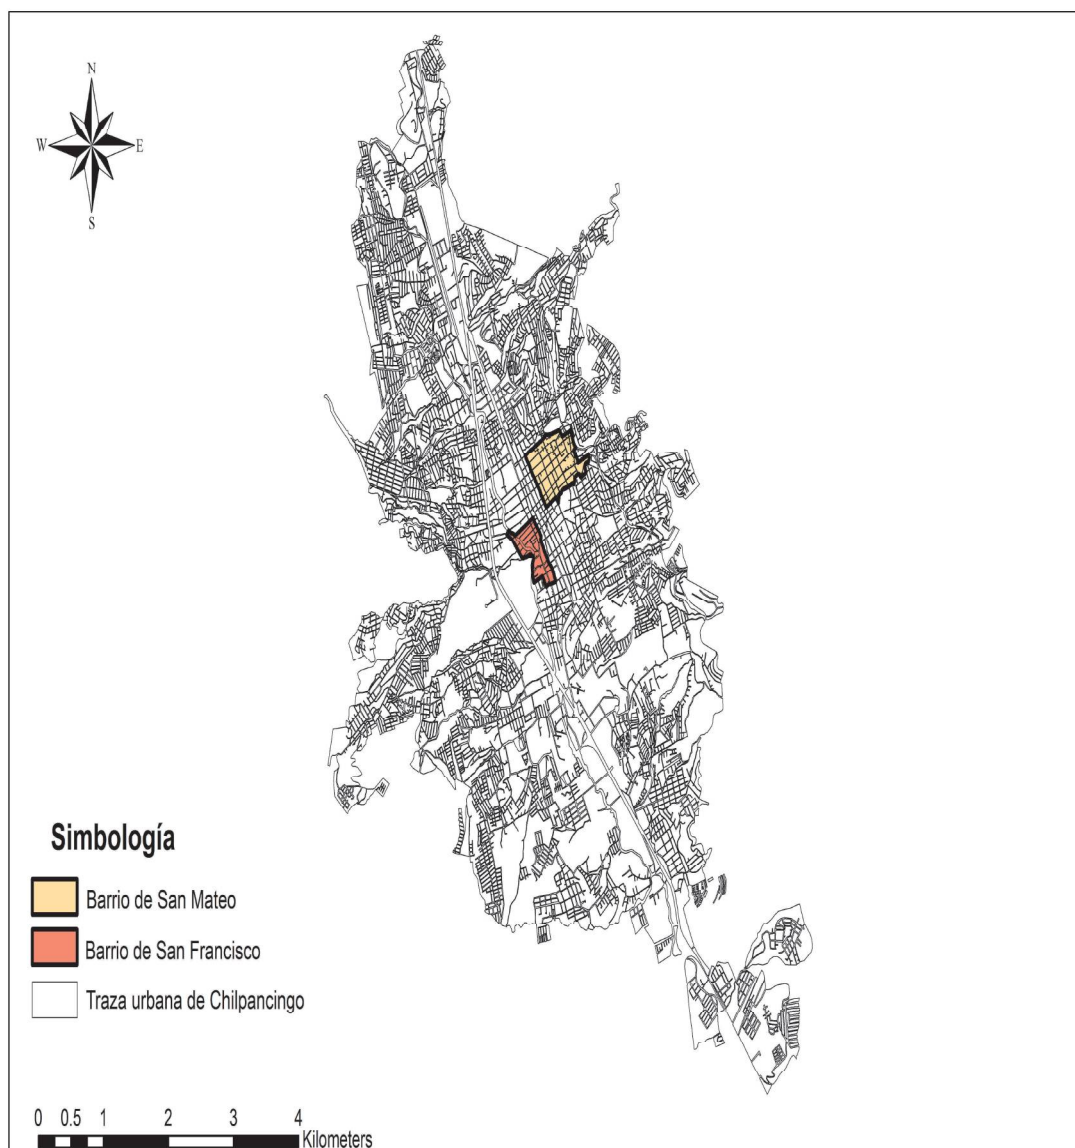 N
W E
S
Simbología
Barrio de San Mateo
Barrio de San Francisco
Traza urbana de Chilpancingo
0 0.5 1 2 3 4
Kilometers